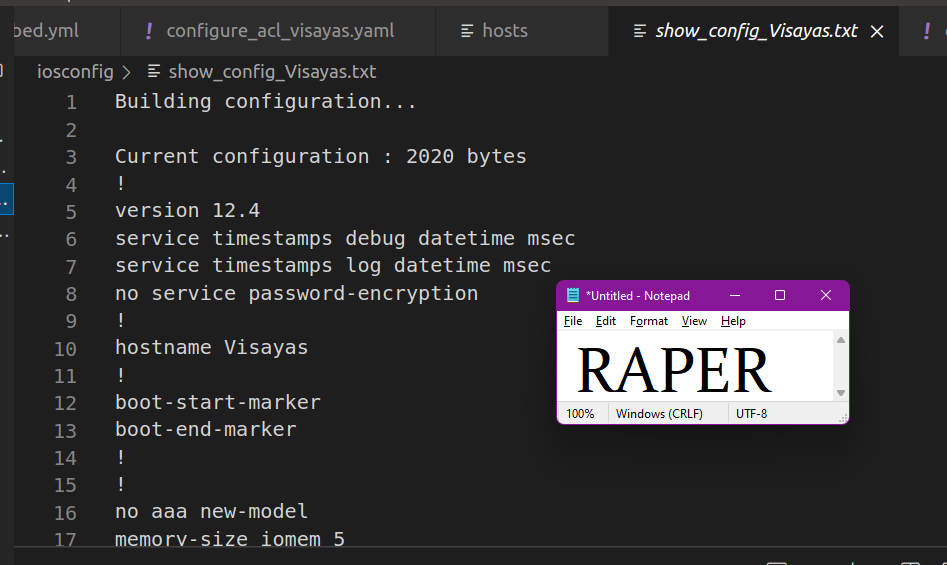 bed.yml ! configure_acl_visayas.yaml hosts show_config_Visayas.txt !
iosconfig > show_config_Visayas.txt
1 Building configuration...
2
3 Current configuration : 2020 bytes
4 !
5 version 12.4
6 service timestamps debug datetime msec
7 service timestamps log datetime msec
8 no service password-encryption
9 !
10 hostname Visayas
11 !
12 boot-start-marker
13 boot-end-marker
14 !
15 !
16 no aaa new-model
17 memory-size iomem 5
*Untitled - Notepad
File Edit Format View Help
RAPER
100% Windows (CRLF) UTF-8